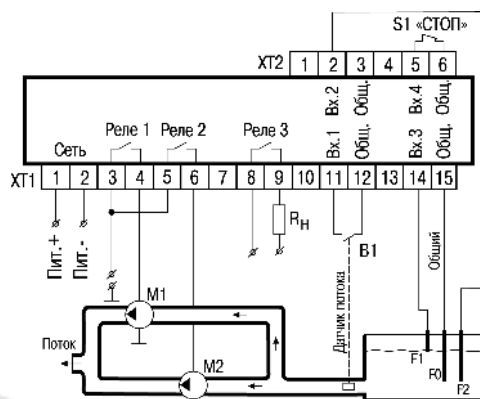 S1 «СТОП»
XT2 1 2 3 4 5 6
Вх.2 Общ. Вх.4 Общ.
Реле 1 Реле 2 Реле 3
Сеть
Вх.1 Общ. Вх.3 Общ.
XT1 1 2 3 4 5 6 7 8 9 10 11 12 13 14 15
Пит.+ Пит.- RН B1 Общий
Датчик потока
M1
Поток
M2
F1 F0 F2